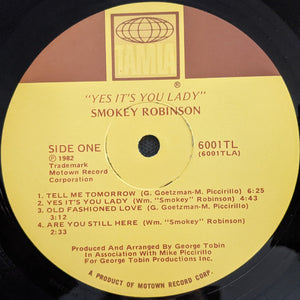 TAMLA
®
"YES IT'S YOU LADY"
SMOKEY ROBINSON
SIDE ONE
℗ 1982
Trademark
Motown Record
Corporation
6001TL
(6001TLA)
1. TELL ME TOMORROW (G. Goetzman-M. Piccirillo) 6:25
2. YES IT'S YOU LADY (Wm. "Smokey" Robinson) 4:43
3. OLD FASHIONED LOVE (G. Goetzman-M. Piccirillo)
3:12
4. ARE YOU STILL HERE (Wm. "Smokey" Robinson)
2:33
Produced And Arranged By George Tobin
In Association With Mike Piccirillo
For George Tobin Productions Inc.
A PRODUCT OF MOTOWN RECORD CORP.